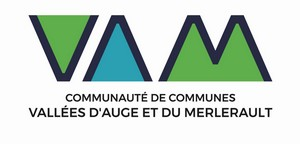 VAM
COMMUNAUTÉ DE COMMUNES
VALLÉES D'AUGE ET DU MERLERAULT